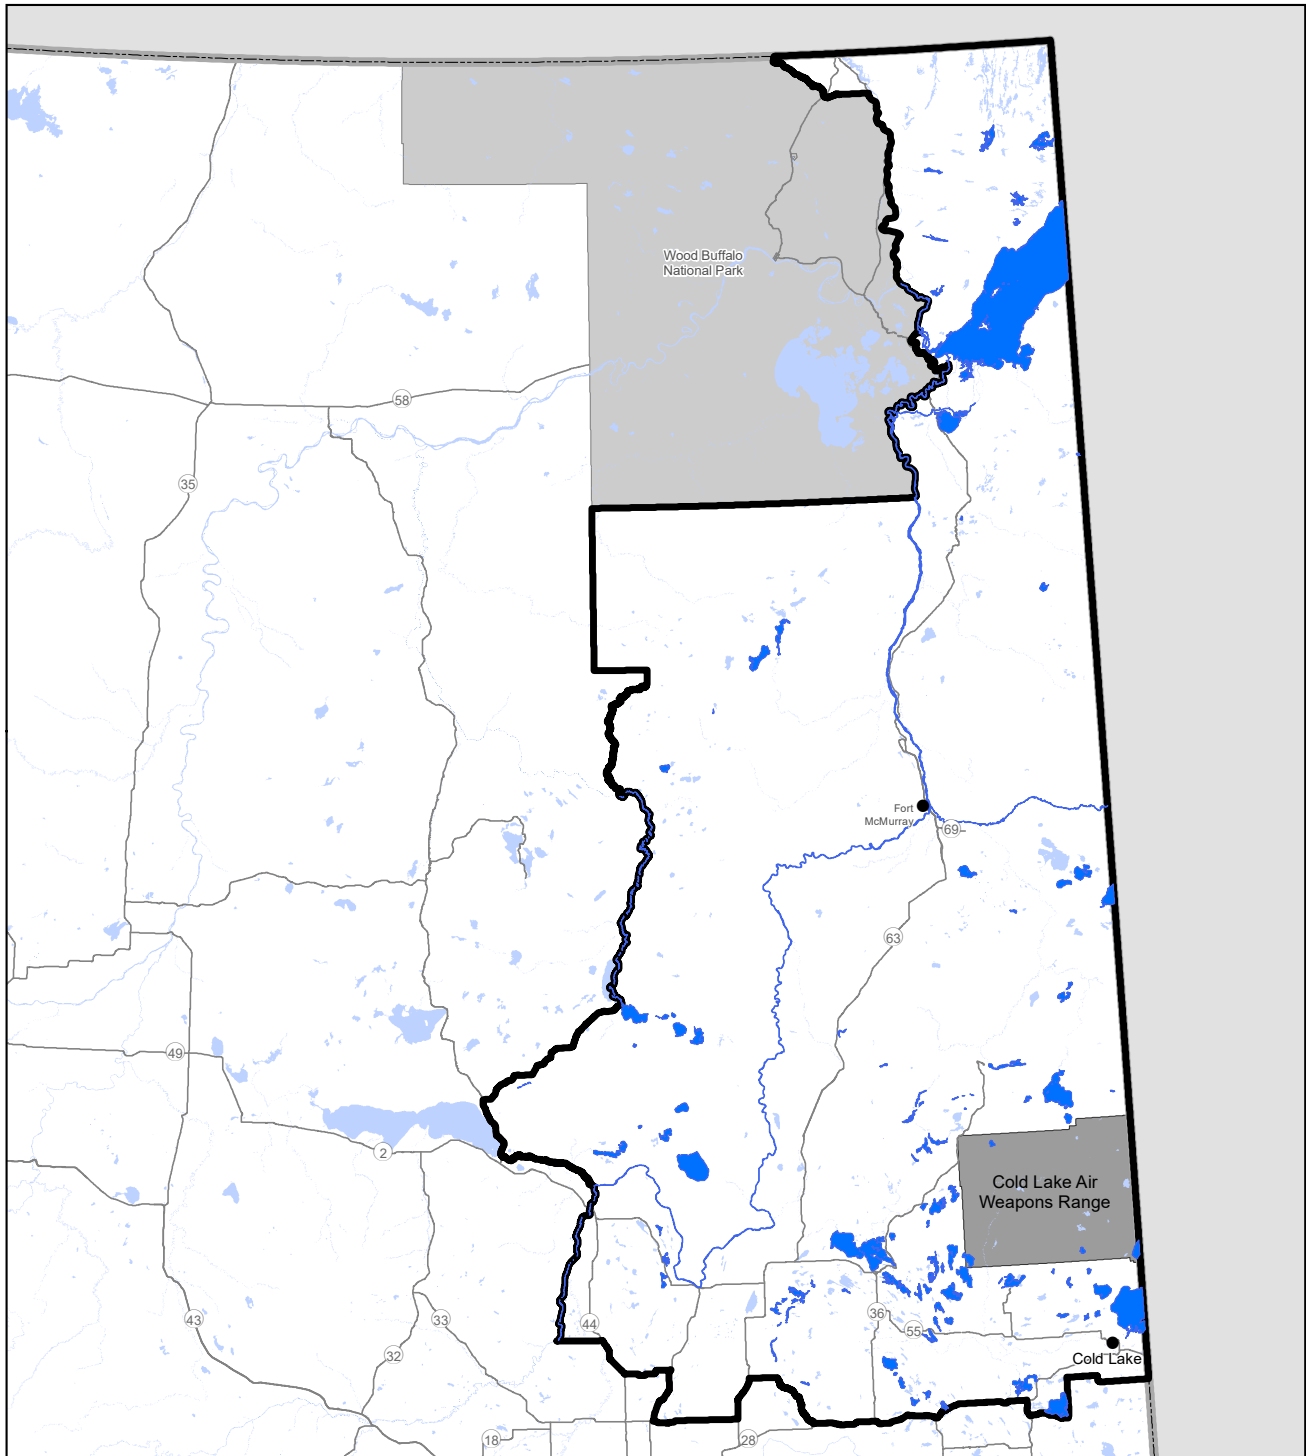 Wood Buffalo
National Park
58
35
Fort
McMurray
69
63
49
2
Cold Lake Air
Weapons Range
43
33
44
36
55
32
Cold Lake
18
28